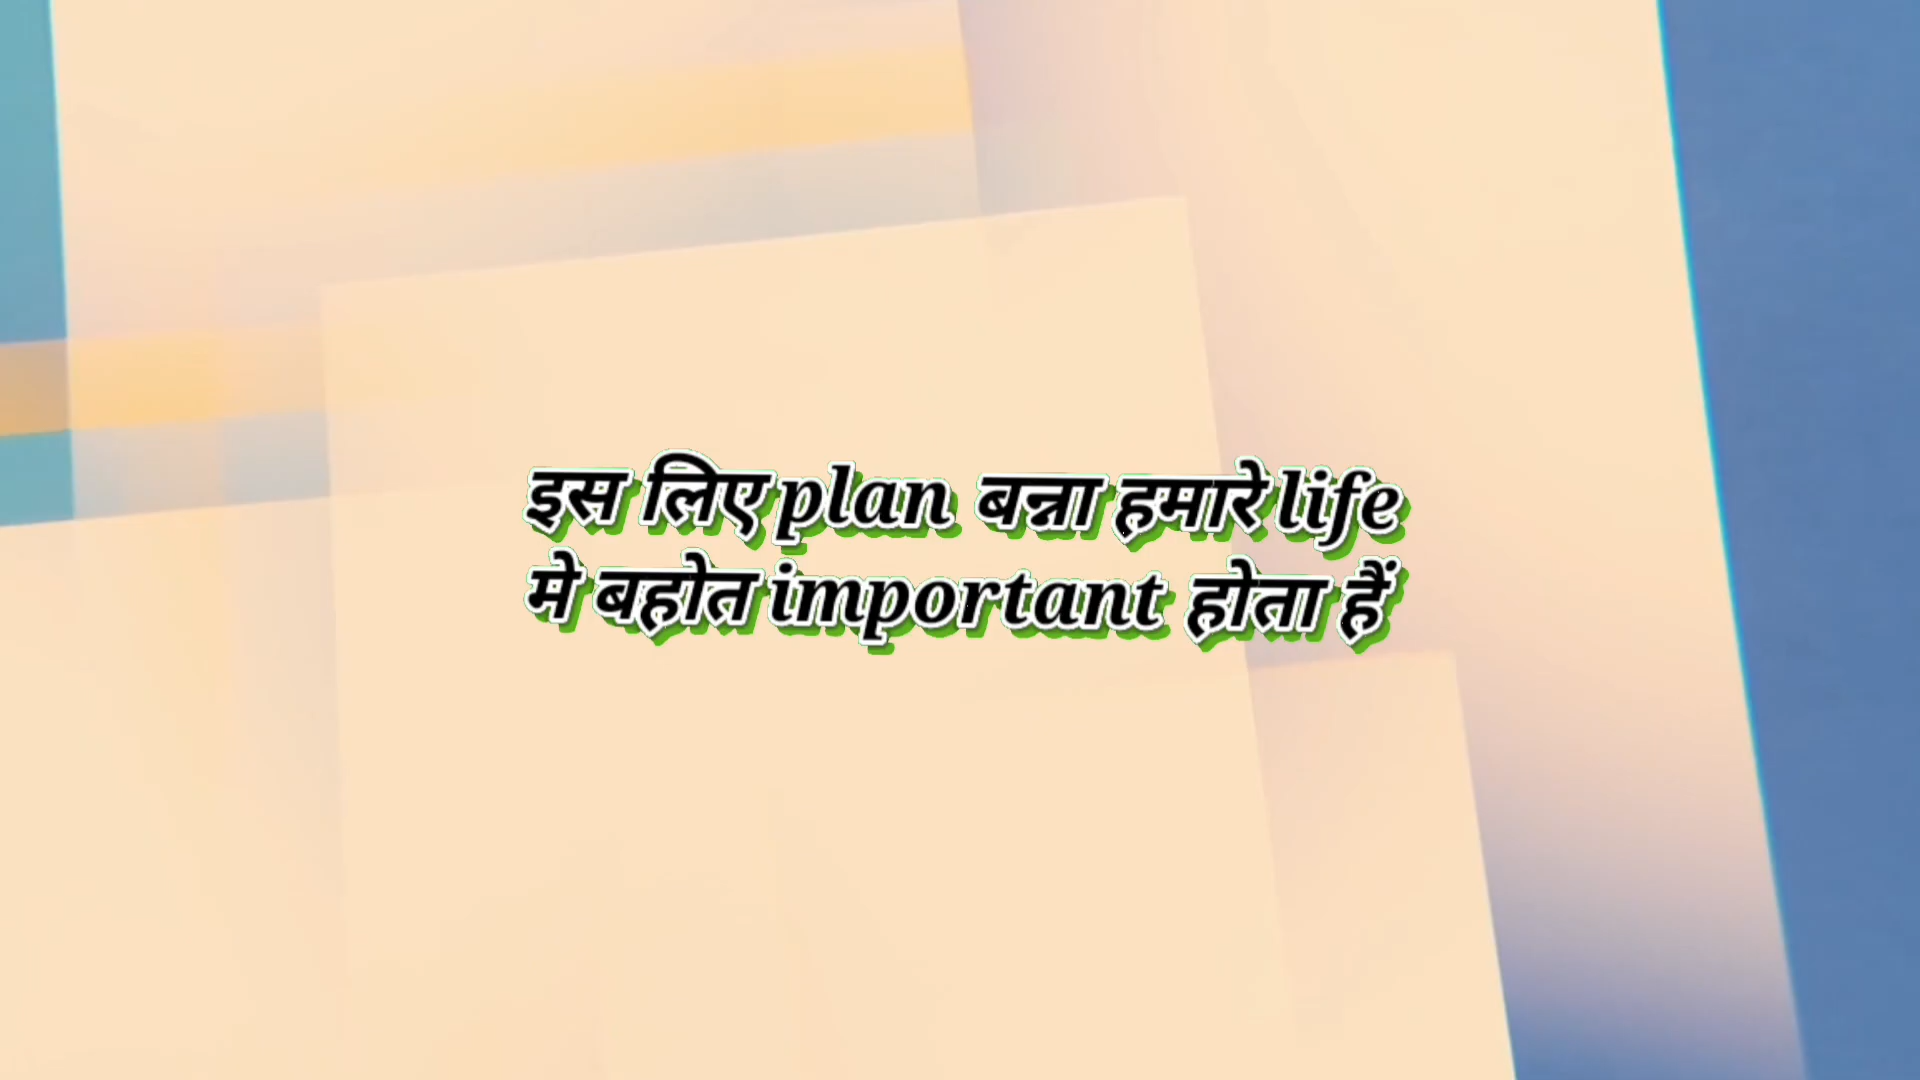 इस लिए plan बन्ना हमारे life
मे बहोत important होता हैं